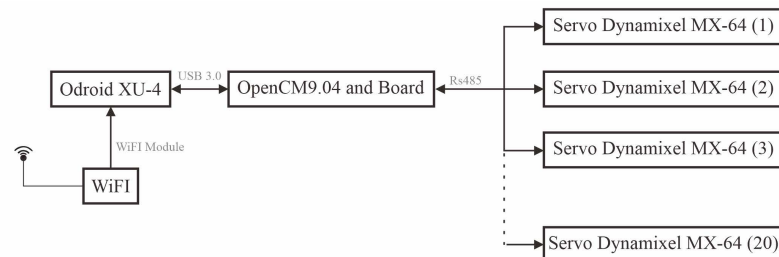 Servo Dynamixel MX-64 (1)
USB 3.0
Rs485
Odroid XU-4
OpenCM9.04 and Board
Servo Dynamixel MX-64 (2)
WiFI Module
Servo Dynamixel MX-64 (3)
WiFI
Servo Dynamixel MX-64 (20)